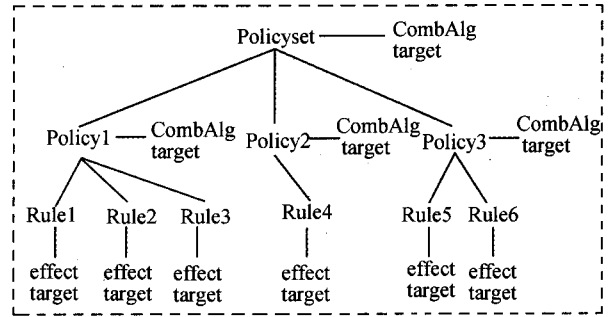 Policyset CombAlg
target
Policy1 CombAlg Policy2 CombAlg Policy3 CombAlg
target target target
Rule1 Rule2 Rule3 Rule4 Rule5 Rule6
effect effect effect effect effect effect
target target target target target target